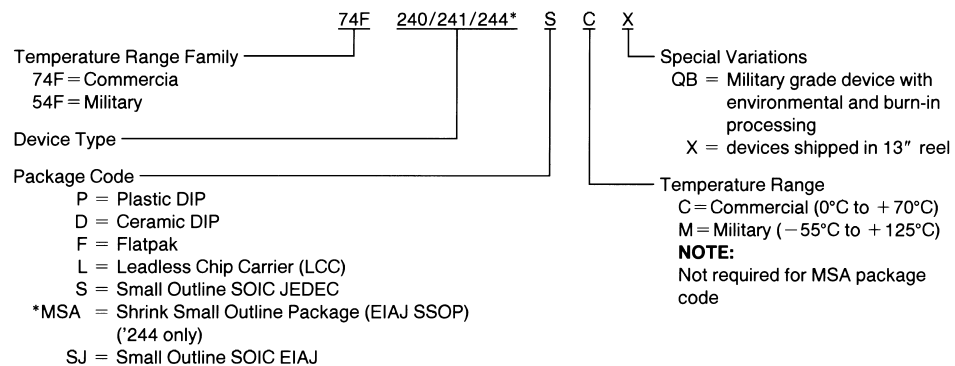 74F 240/241/244* S C X
Temperature Range Family
74F = Commercia
54F = Military
Device Type
Package Code
P = Plastic DIP
D = Ceramic DIP
F = Flatpak
L = Leadless Chip Carrier (LCC)
S = Small Outline SOIC JEDEC
*MSA = Shrink Small Outline Package (EIAJ SSOP)
('244 only)
SJ = Small Outline SOIC EIAJ
Special Variations
QB = Military grade device with
environmental and burn-in
processing
X = devices shipped in 13″ reel
Temperature Range
C = Commercial (0°C to +70°C)
M = Military (−55°C to +125°C)
NOTE:
Not required for MSA package
code